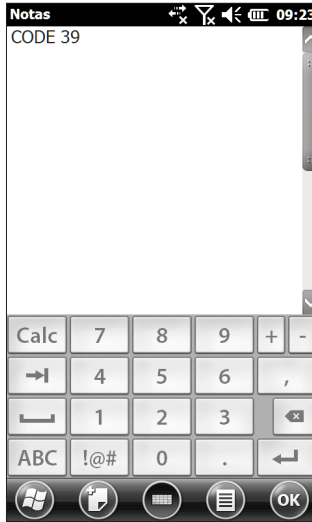 Notas 09:23
CODE 39
Calc 7 8 9 + -
4 5 6 ,
1 2 3
ABC !@# 0 .
OK